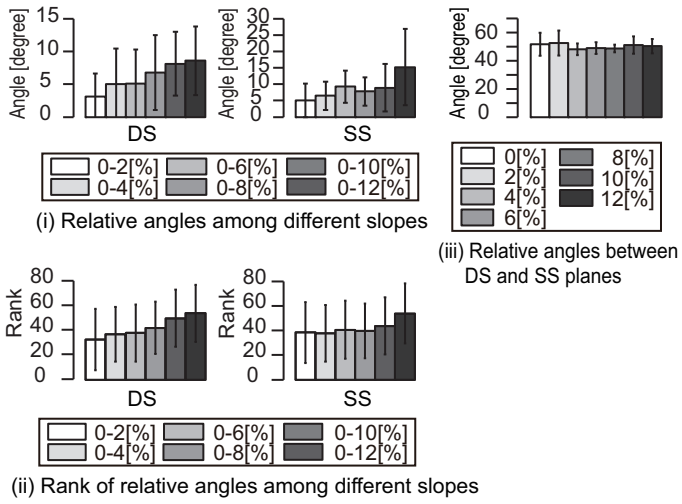 Angle [degree]
15
10
5
0
DS
Angle [degree]
30
25
20
15
10
5
0
SS
0-2[%] 0-6[%] 0-10[%]
0-4[%] 0-8[%] 0-12[%]
(i) Relative angles among different slopes
Angle [degree]
60
40
20
0
0[%] 8[%]
2[%] 10[%]
4[%] 12[%]
6[%]
(iii) Relative angles between
DS and SS planes
Rank
80
60
40
20
0
DS
Rank
80
60
40
20
0
SS
0-2[%] 0-6[%] 0-10[%]
0-4[%] 0-8[%] 0-12[%]
(ii) Rank of relative angles among different slopes